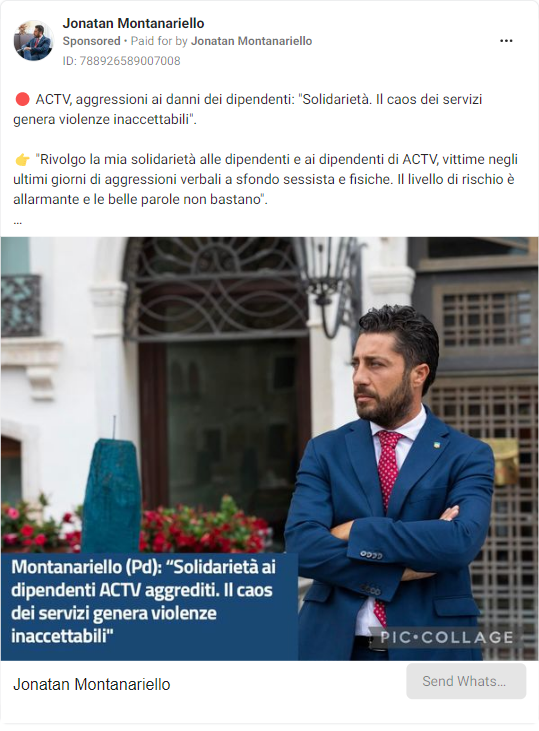 Jonatan Montanariello
Sponsored • Paid for by Jonatan Montanariello
ID: 788926589007008
🔴 ACTV, aggressioni ai danni dei dipendenti: "Solidarietà. Il caos dei servizi
genera violenze inaccettabili".
👉 "Rivolgo la mia solidarietà alle dipendenti e ai dipendenti di ACTV, vittime negli
ultimi giorni di aggressioni verbali a sfondo sessista e fisiche. Il livello di rischio è
allarmante e le belle parole non bastano".
...
Montanariello (Pd): “Solidarietà ai
dipendenti ACTV aggrediti. Il caos
dei servizi genera violenze
inaccettabili"
PIC•COLLAGE
Jonatan Montanariello
Send Whats...